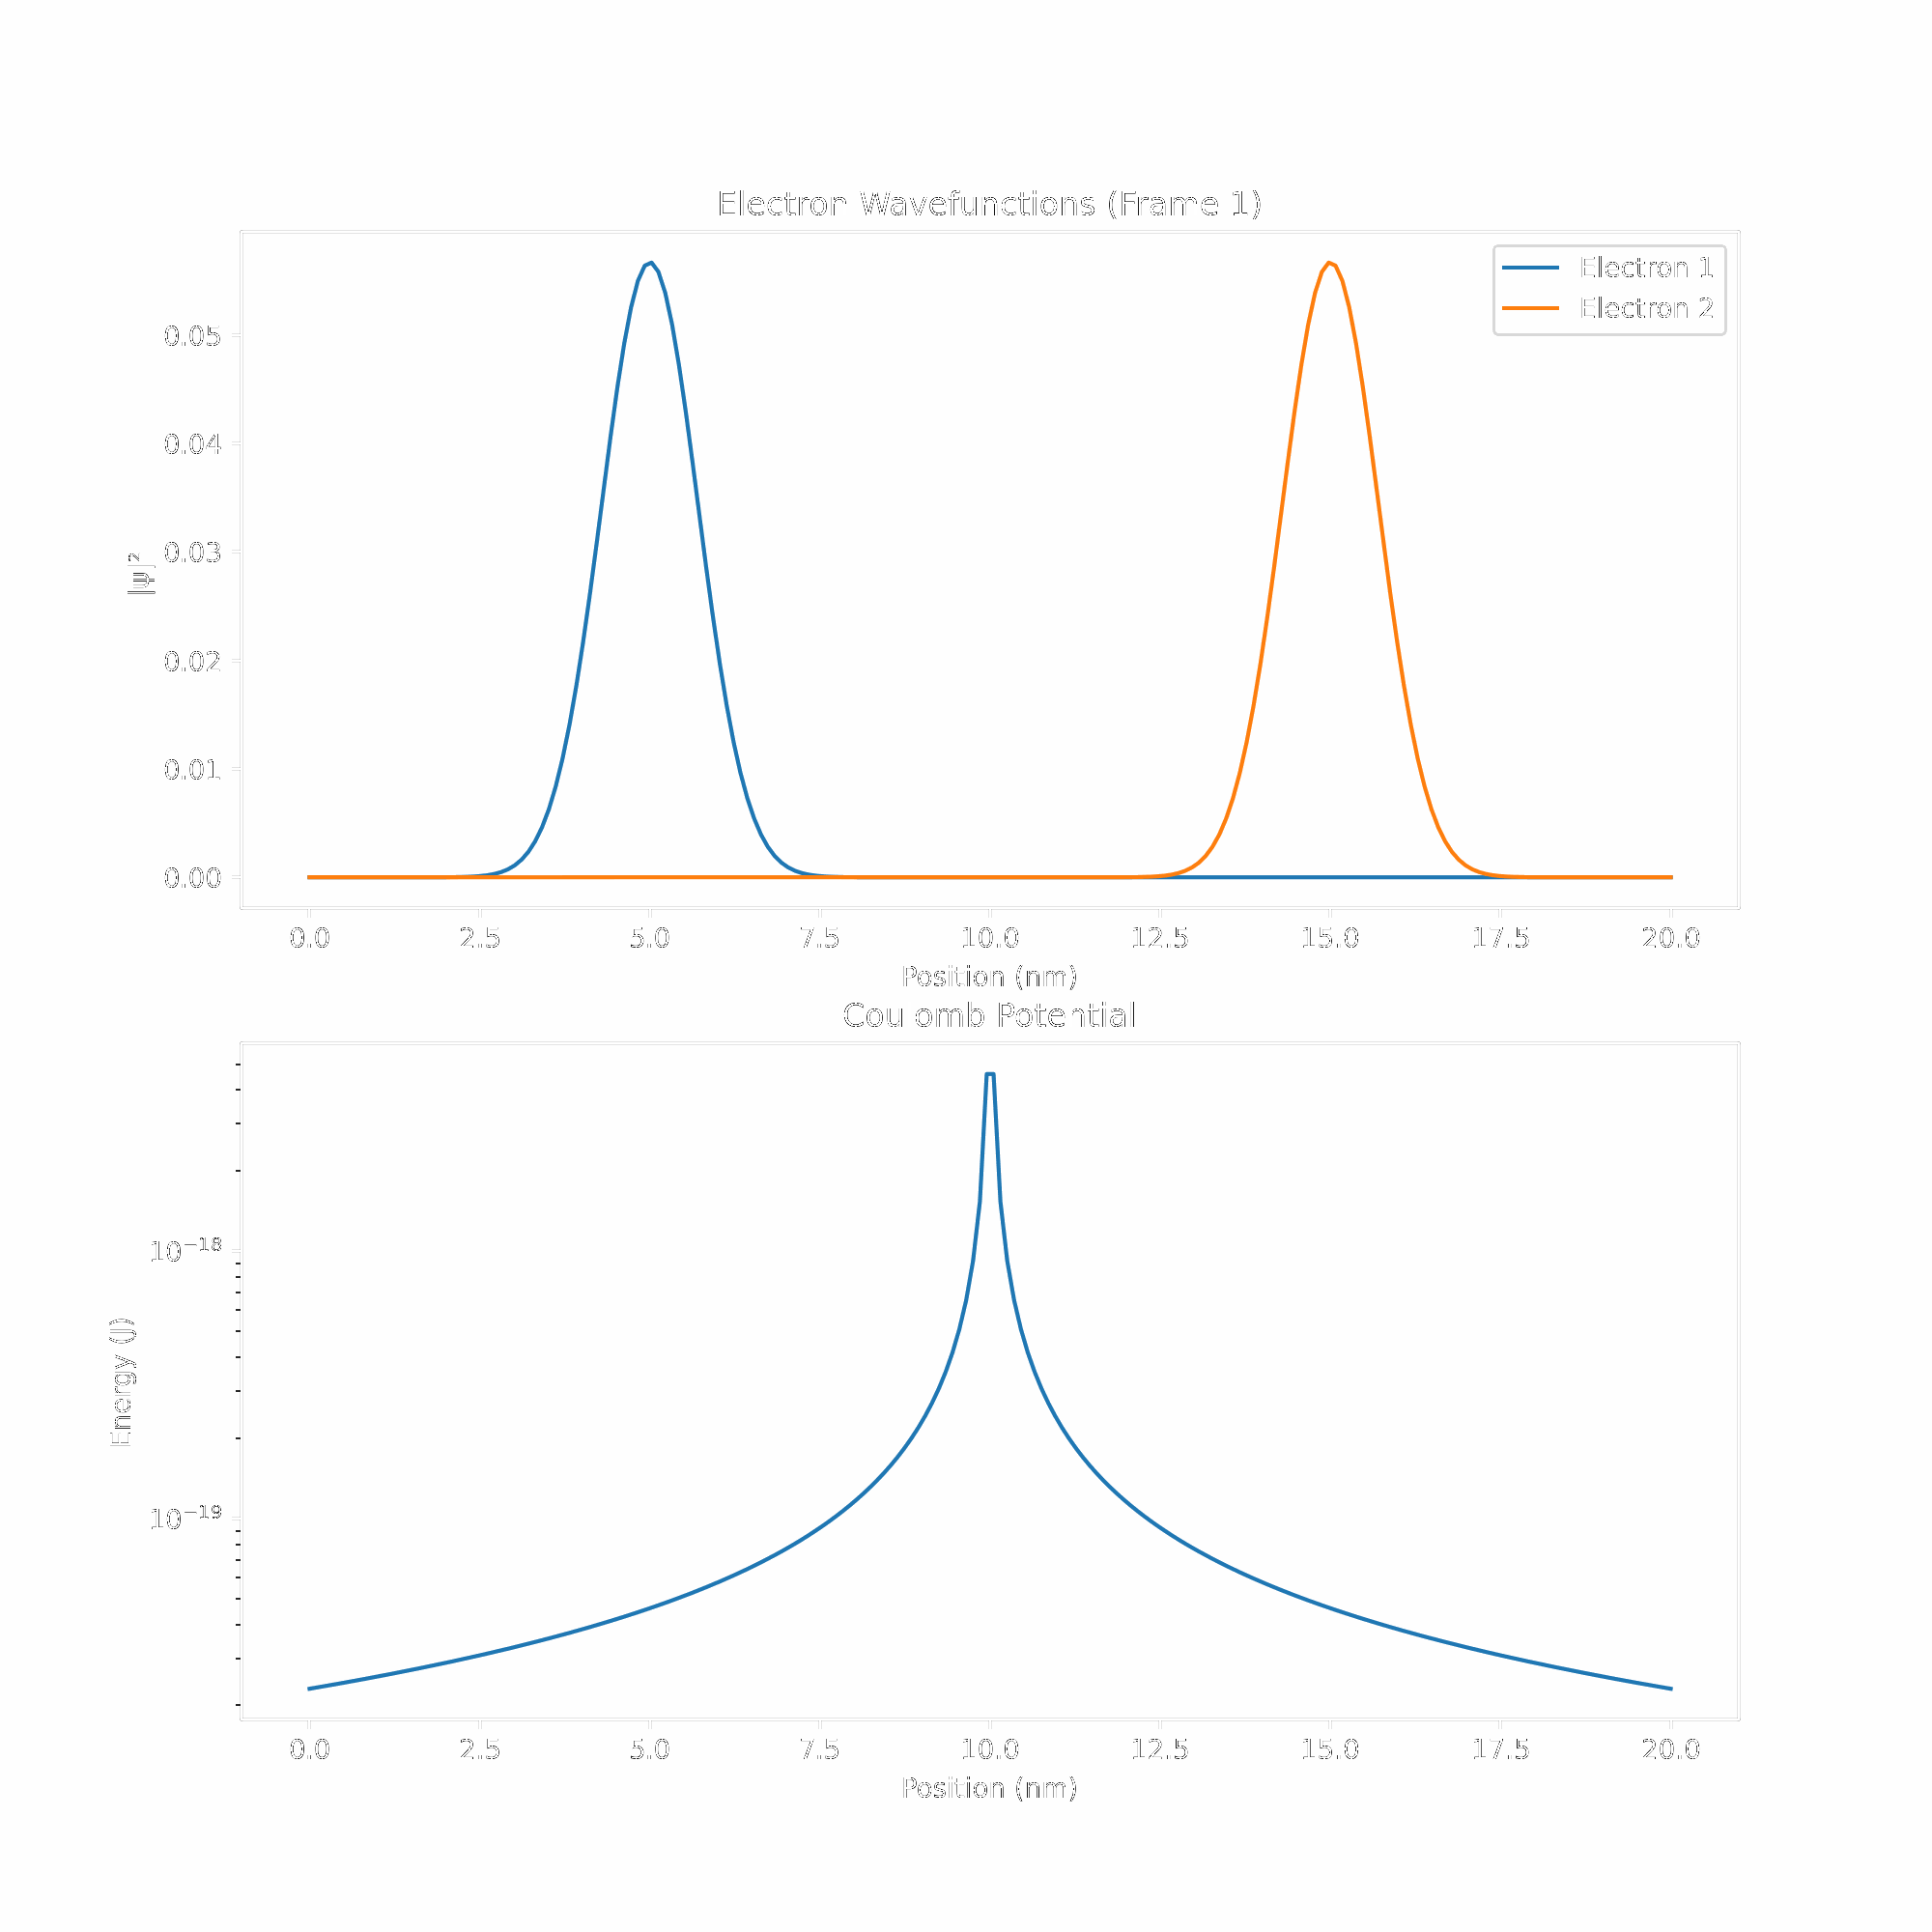 Electron Wavefunctions (Frame 1)
Electron 1
Electron 2
|ψ|²
0.05
0.04
0.03
0.02
0.01
0.00
0.0 2.5 5.0 7.5 10.0 12.5 15.0 17.5 20.0
Position (nm)
Coulomb Potential
Energy (J)
10⁻¹⁸
10⁻¹⁹
0.0 2.5 5.0 7.5 10.0 12.5 15.0 17.5 20.0
Position (nm)